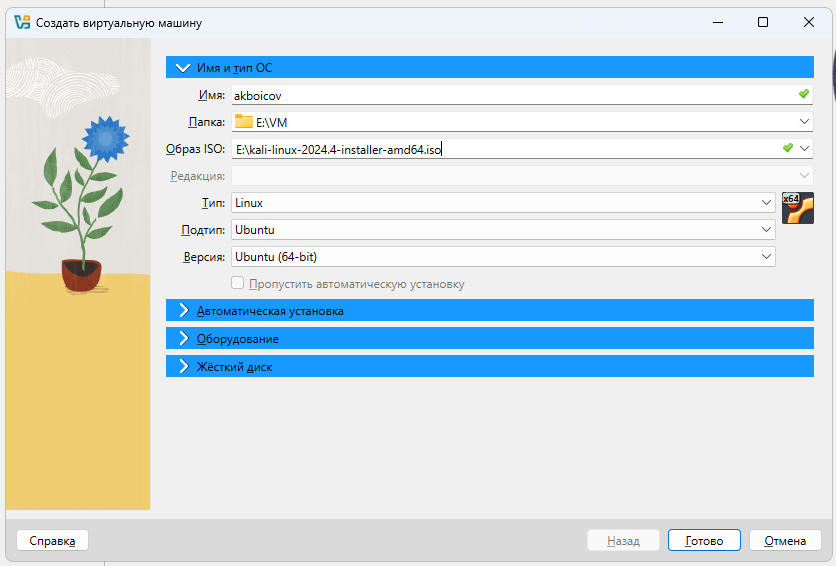 Создать виртуальную машину
Имя и тип ОС
Имя: akboicov
Папка: E:\VM
Образ ISO: E:\kali-linux-2024.4-installer-amd64.iso
Редакция:
Тип: Linux
x64
Подтип: Ubuntu
Версия: Ubuntu (64-bit)
Пропустить автоматическую установку
Автоматическая установка
Оборудование
Жёсткий диск
Справка Назад Готово Отмена